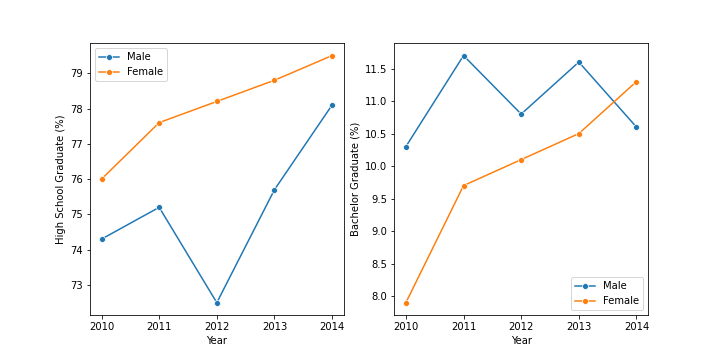 High School Graduate (%)
79
78
77
76
75
74
73
Male
Female
2010 2011 2012 2013 2014
Year
Bachelor Graduate (%)
11.5
11.0
10.5
10.0
9.5
9.0
8.5
8.0
Male
Female
2010 2011 2012 2013 2014
Year